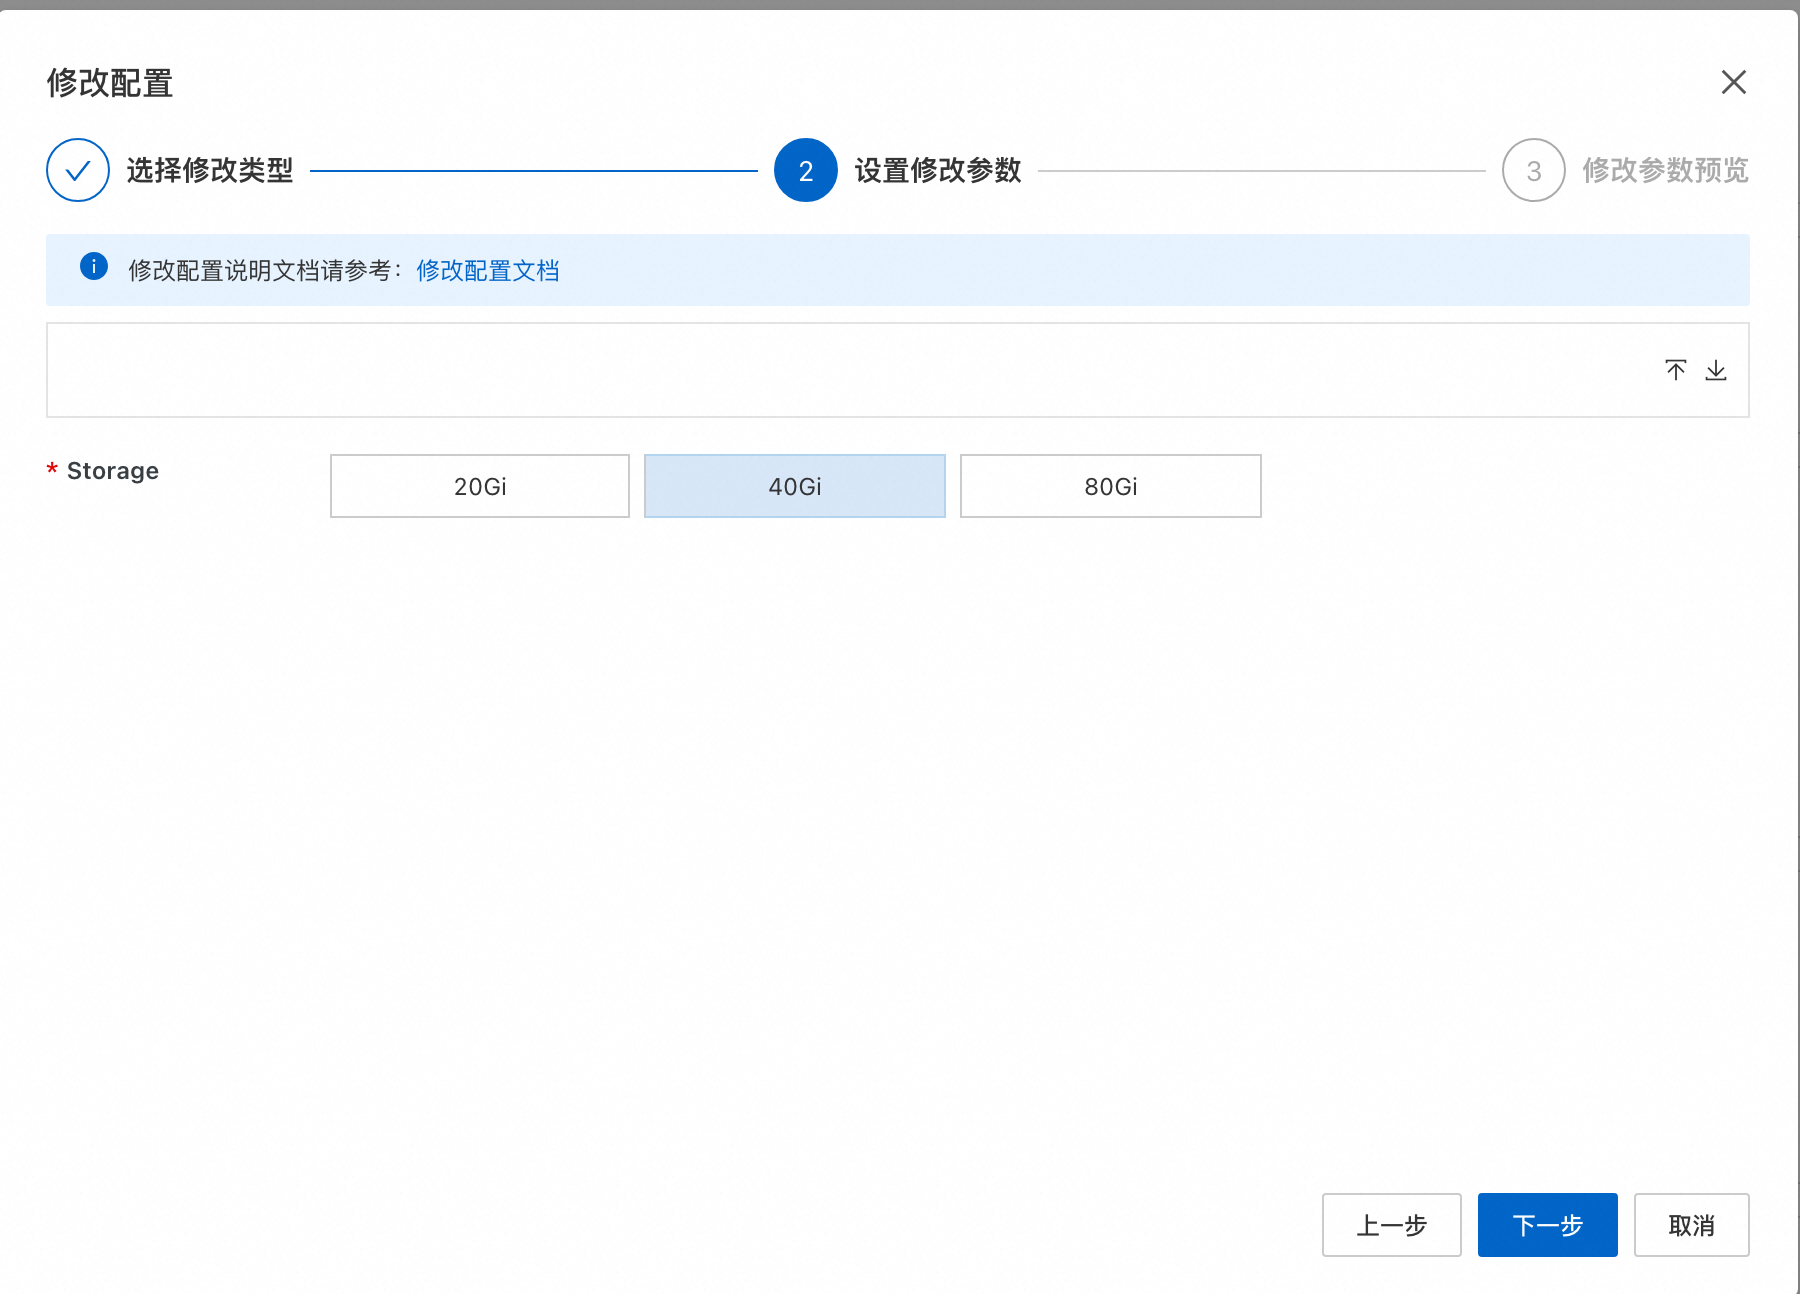 修改配置
选择修改类型
2 设置修改参数
3 修改参数预览
修改配置说明文档请参考：修改配置文档
* Storage
20Gi
40Gi
80Gi
上一步
下一步
取消